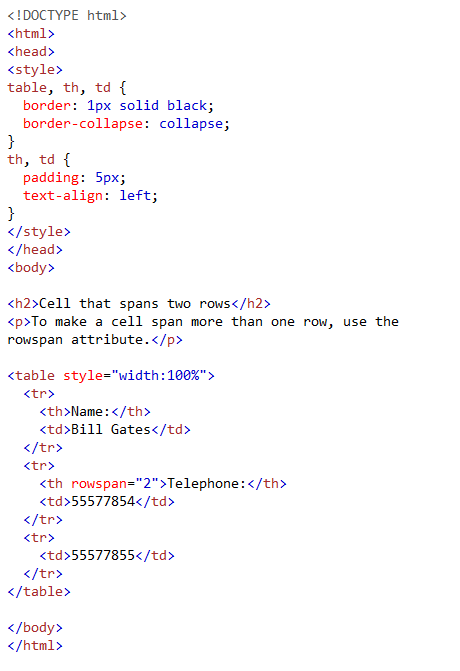 <!DOCTYPE html>
<html>
<head>
<style>
table, th, td {
  border: 1px solid black;
  border-collapse: collapse;
}
th, td {
  padding: 5px;
  text-align: left;
}
</style>
</head>
<body>

<h2>Cell that spans two rows</h2>
<p>To make a cell span more than one row, use the
rowspan attribute.</p>

<table style="width:100%">
  <tr>
    <th>Name:</th>
    <td>Bill Gates</td>
  </tr>
  <tr>
    <th rowspan="2">Telephone:</th>
    <td>55577854</td>
  </tr>
  <tr>
    <td>55577855</td>
  </tr>
</table>

</body>
</html>